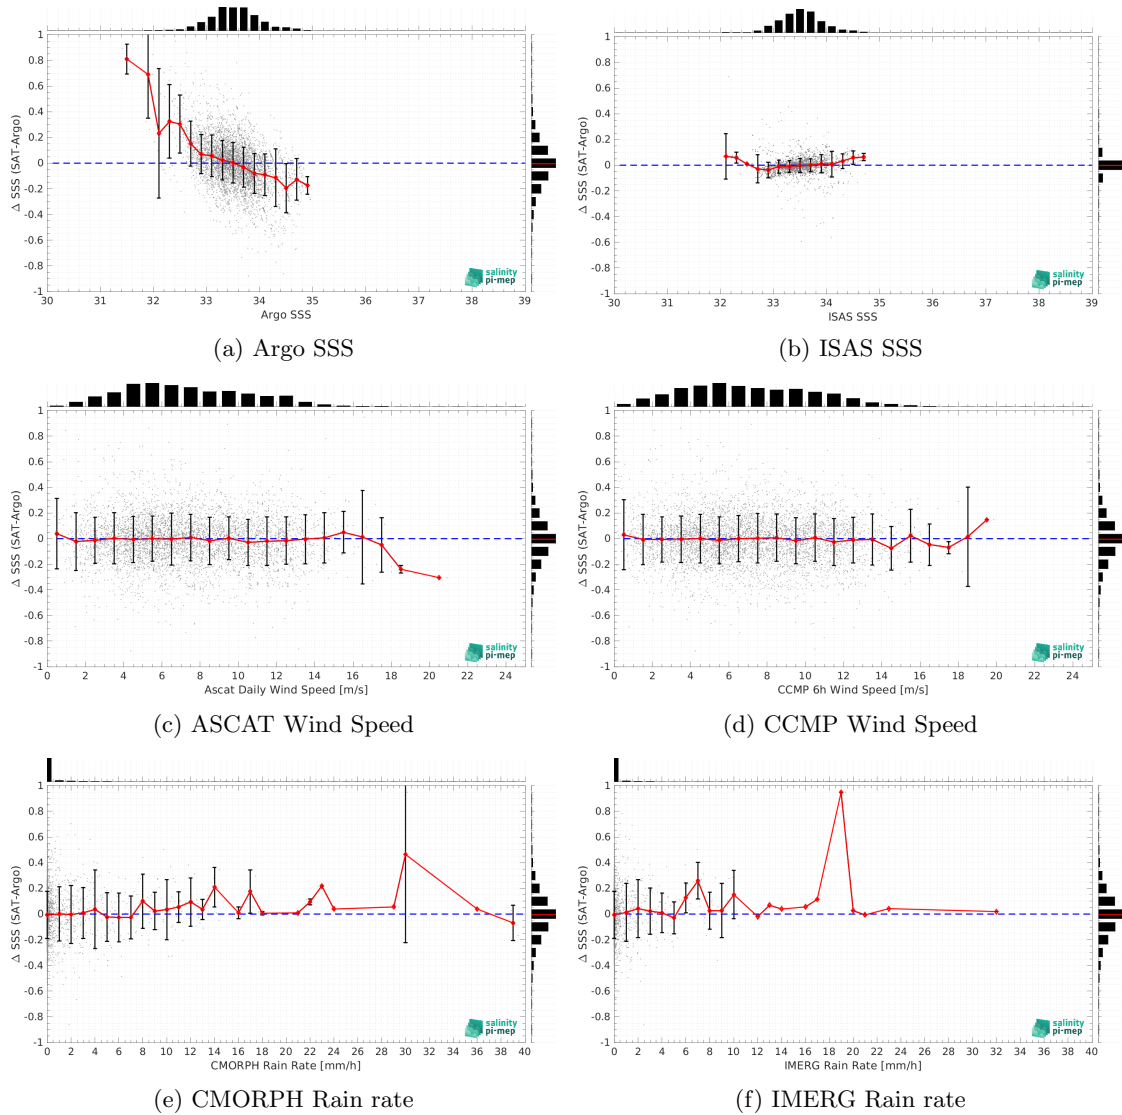 1
0.8
0.6
0.4
0.2
0
-0.2
-0.4
-0.6
-0.8
-1
Δ SSS (SAT-Argo)
salinity
pi-mep
30 31 32 33 34 35 36 37 38 39
Argo SSS
(a) Argo SSS
1
0.8
0.6
0.4
0.2
0
-0.2
-0.4
-0.6
-0.8
-1
Δ SSS (SAT-Argo)
salinity
pi-mep
30 31 32 33 34 35 36 37 38 39
ISAS SSS
(b) ISAS SSS
1
0.8
0.6
0.4
0.2
0
-0.2
-0.4
-0.6
-0.8
-1
Δ SSS (SAT-Argo)
salinity
pi-mep
0 2 4 6 8 10 12 14 16 18 20 22 24
Ascat Daily Wind Speed [m/s]
(c) ASCAT Wind Speed
1
0.8
0.6
0.4
0.2
0
-0.2
-0.4
-0.6
-0.8
-1
Δ SSS (SAT-Argo)
salinity
pi-mep
0 2 4 6 8 10 12 14 16 18 20 22 24
CCMP 6h Wind Speed [m/s]
(d) CCMP Wind Speed
1
0.8
0.6
0.4
0.2
0
-0.2
-0.4
-0.6
-0.8
-1
Δ SSS (SAT-Argo)
salinity
pi-mep
0 2 4 6 8 10 12 14 16 18 20 22 24 26 28 30 32 34 36 38 40
CMORPH Rain Rate [mm/h]
(e) CMORPH Rain rate
1
0.8
0.6
0.4
0.2
0
-0.2
-0.4
-0.6
-0.8
-1
Δ SSS (SAT-Argo)
salinity
pi-mep
0 2 4 6 8 10 12 14 16 18 20 22 24 26 28 30 32 34 36 38 40
IMERG Rain Rate [mm/h]
(f) IMERG Rain rate